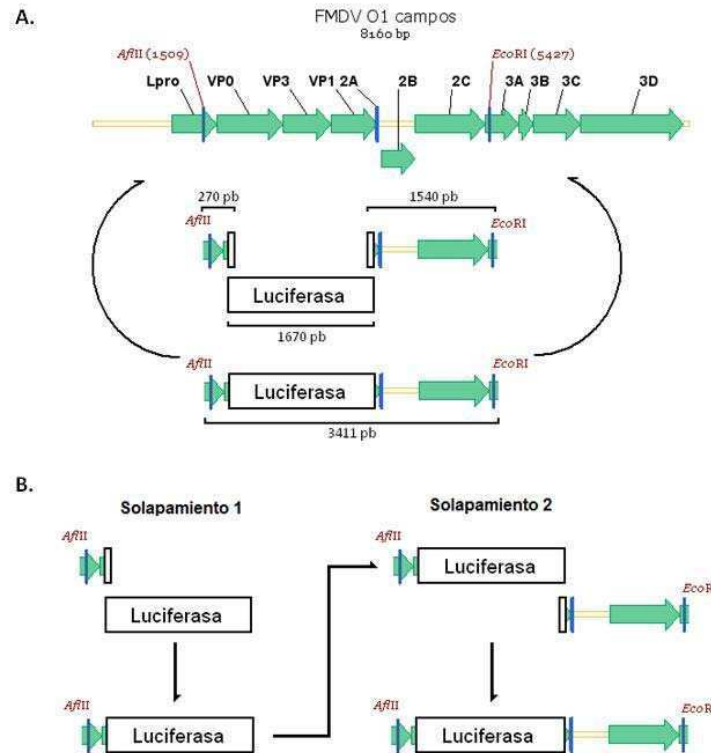 A.
FMDV O1 campos
8160 bp
AflII (1509)
EcoRI (5427)
Lpro VP0 VP3 VP1 2A 2B 2C 3A 3B 3C 3D
270 pb
1540 pb
AflII
EcoRI
Luciferasa
1670 pb
AflII
EcoRI
Luciferasa
3411 pb
B.
Solapamiento 1
Solapamiento 2
AflII
AflII
Luciferasa
Luciferasa
EcoR
AflII
Luciferasa
AflII
Luciferasa
EcoR